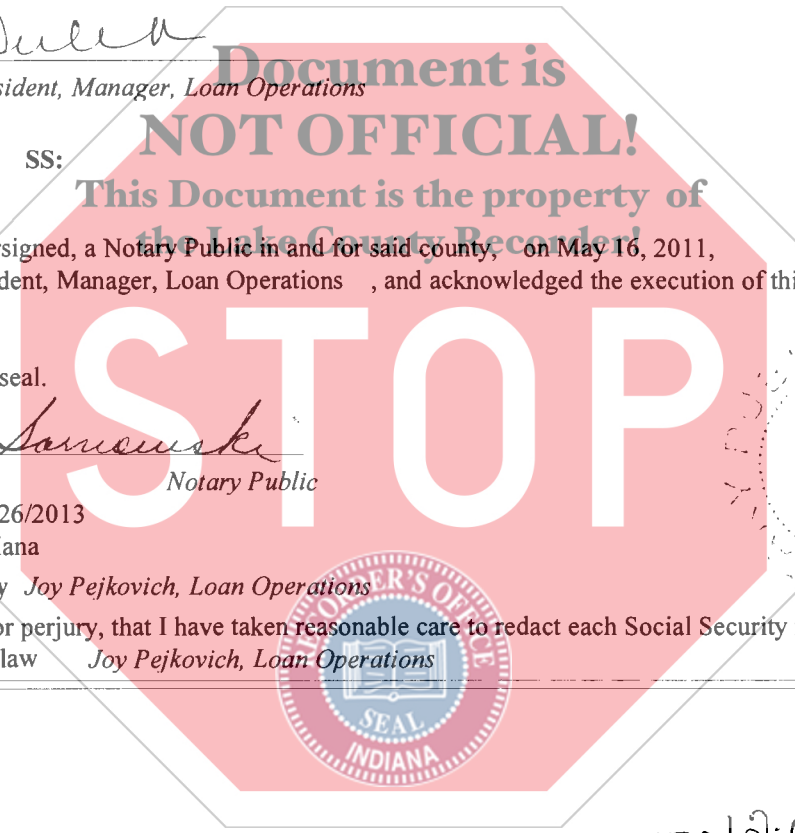 Document is
sident, Manager, Loan Operations
NOT OFFICIAL!
SS:
This Document is the property of
the Lake County Recorder!
rsigned, a Notary Public in and for said county, on May 16, 2011,
dent, Manager, Loan Operations , and acknowledged the execution of thi
STOP
seal.
Notary Public
26/2013
iana
y Joy Pejkovich, Loan Operations
or perjury, that I have taken reasonable care to redact each Social Security
law Joy Pejkovich, Loan Operations
RECORDER'S OFFICE
SEAL
INDIANA